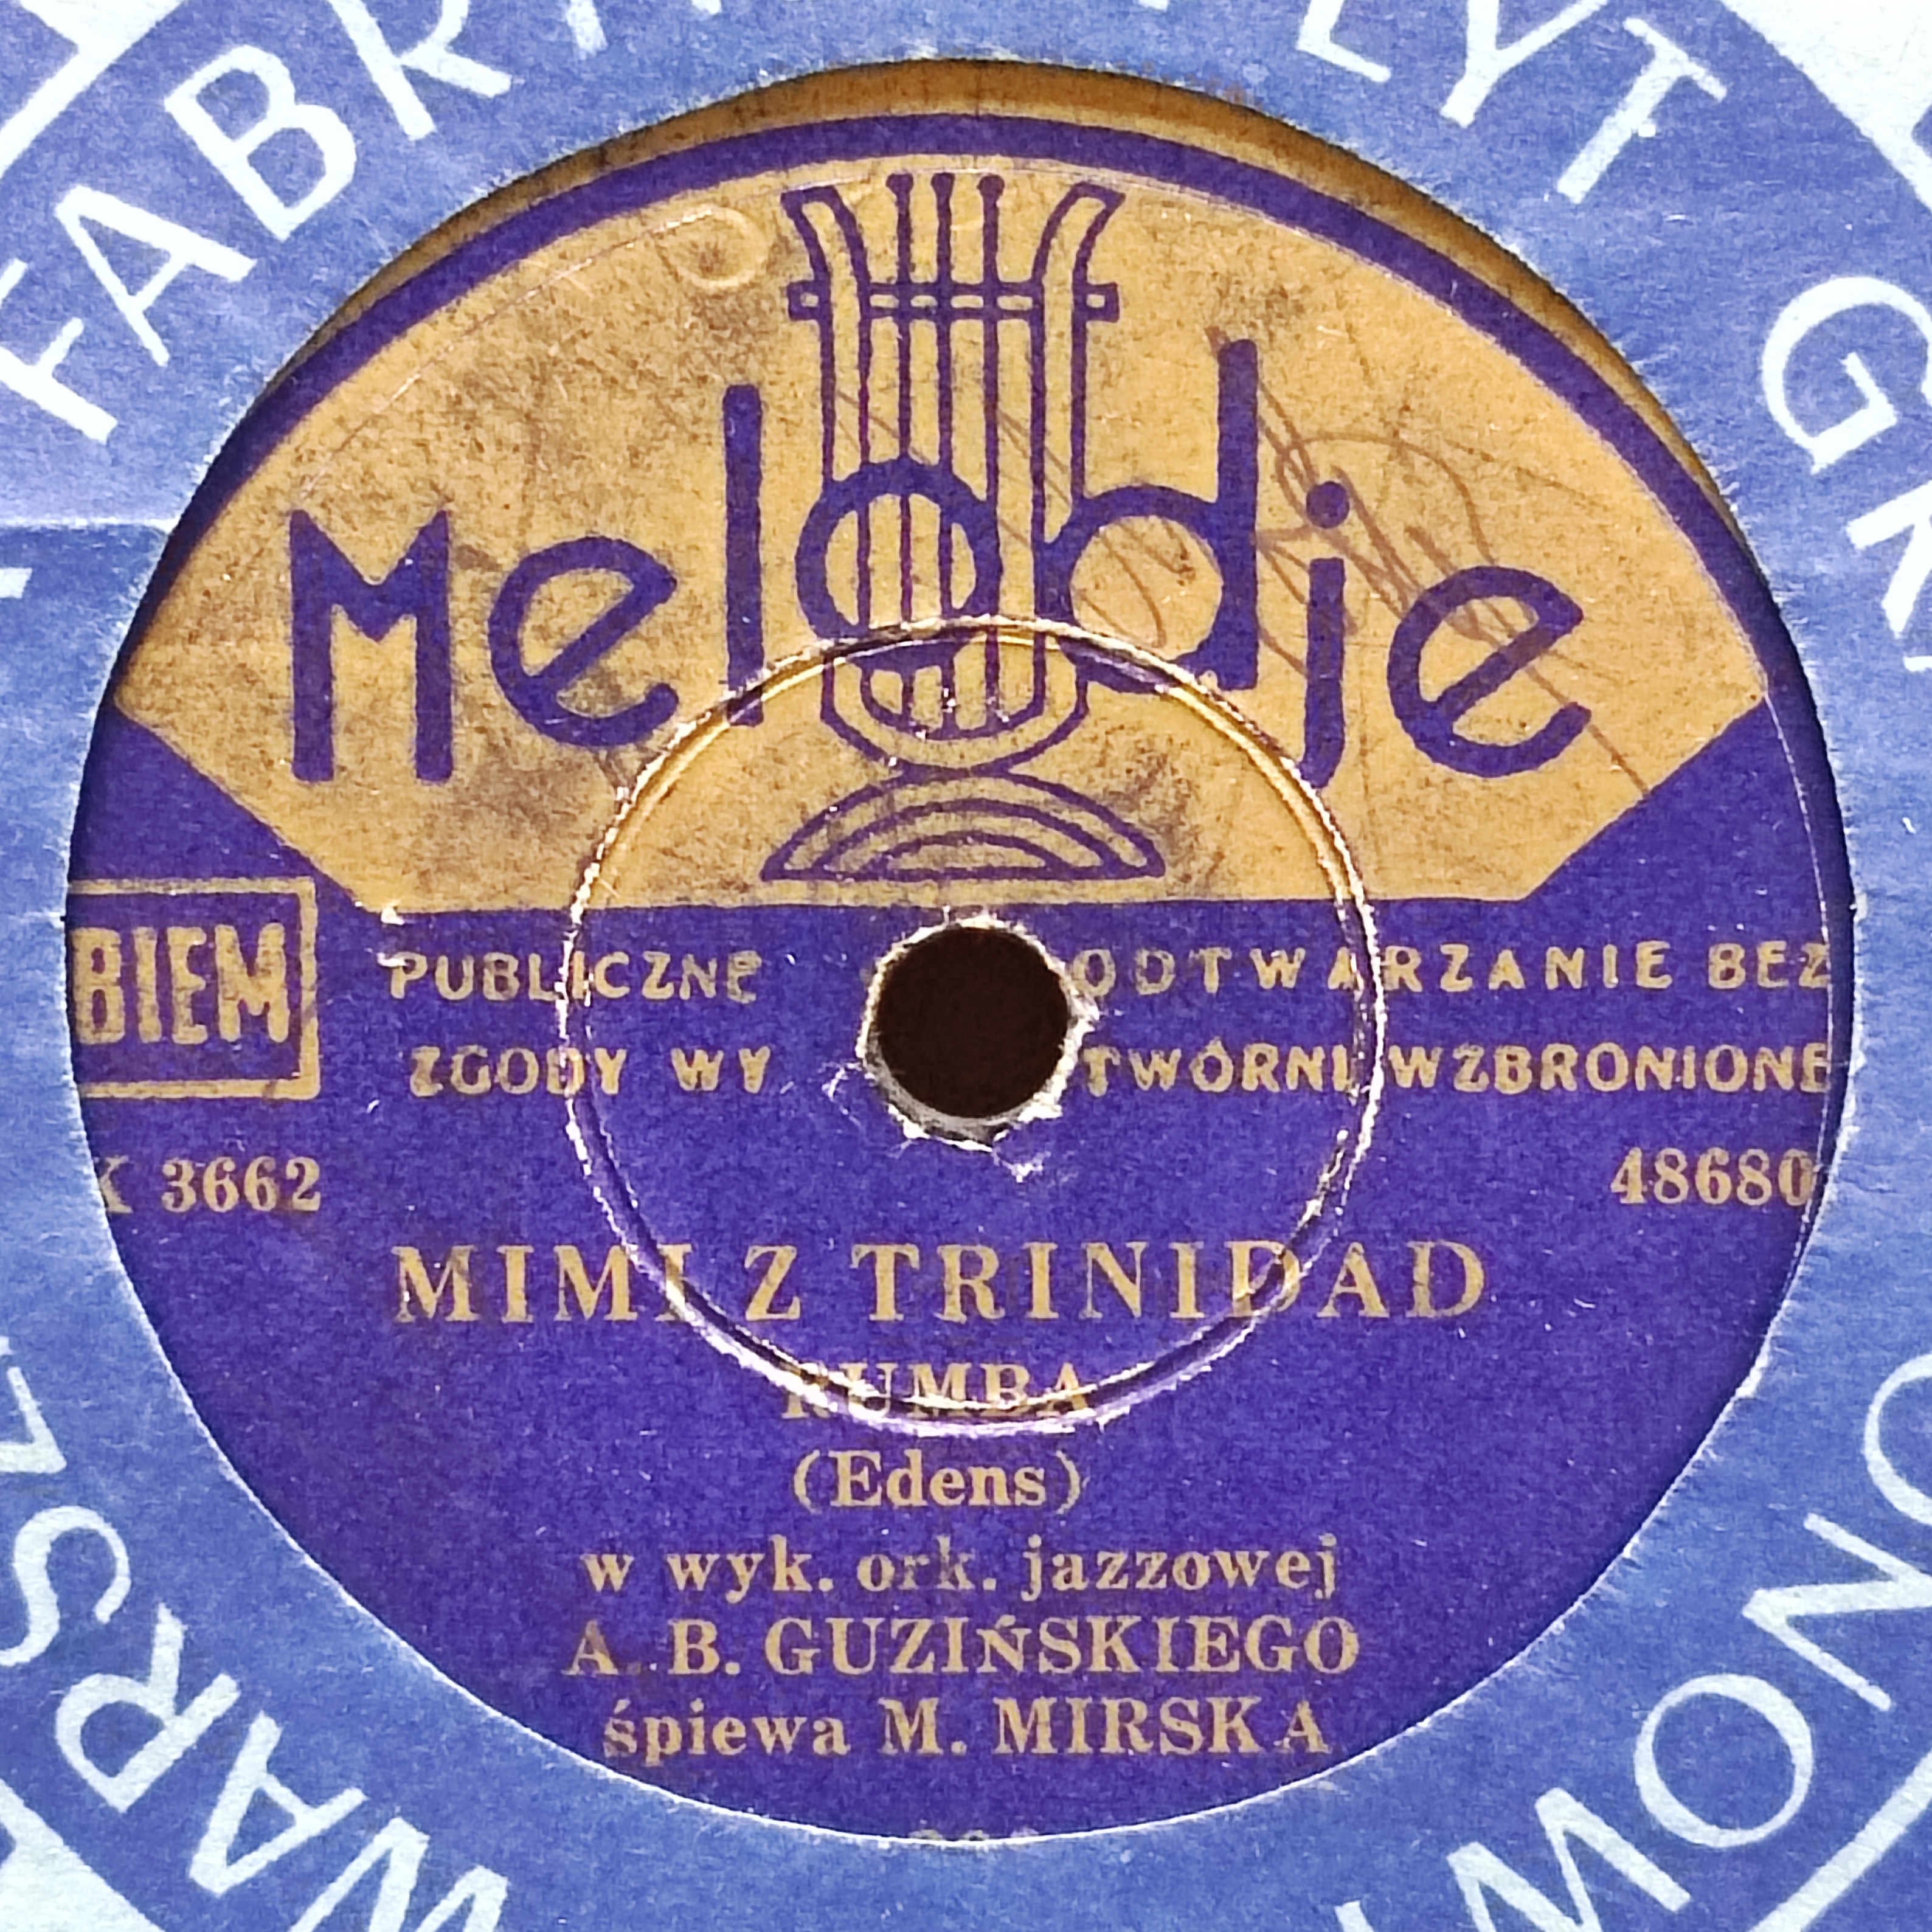 Melodje
BIEM
PUBLICZNE ODTWARZANIE BEZ
ZGODY WYTWÓRNI WZBRONIONE
K 3662
48680
MIMI Z TRINIDAD
RUMBA
(Edens)
w wyk. ork. jazzowej
A. B. GUZIŃSKIEGO
śpiewa M. MIRSKA